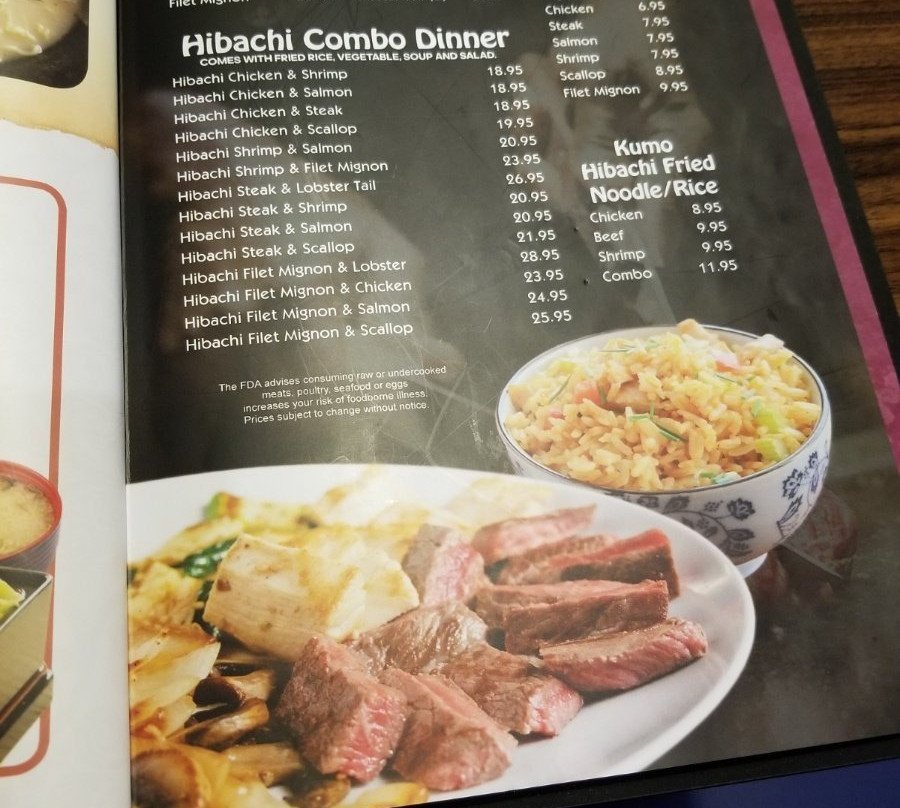 Filet Mignon
Hibachi Combo Dinner
COMES WITH FRIED RICE, VEGETABLE, SOUP AND SALAD.
Hibachi Chicken & Shrimp 18.95
Hibachi Chicken & Salmon 18.95
Hibachi Chicken & Steak 18.95
Hibachi Chicken & Scallop 19.95
Hibachi Shrimp & Salmon 20.95
Hibachi Shrimp & Filet Mignon 23.95
Hibachi Steak & Lobster Tail 26.95
Hibachi Steak & Shrimp 20.95
Hibachi Steak & Salmon 20.95
Hibachi Steak & Scallop 21.95
Hibachi Filet Mignon & Lobster 28.95
Hibachi Filet Mignon & Chicken 23.95
Hibachi Filet Mignon & Salmon 24.95
Hibachi Filet Mignon & Scallop 25.95
The FDA advises consuming raw or undercooked
meats, poultry, seafood or eggs
increases your risk of foodborne illness.
Prices subject to change without notice.
Chicken 6.95
Steak 7.95
Salmon 7.95
Shrimp 7.95
Scallop 8.95
Filet Mignon 9.95
Kumo
Hibachi Fried
Noodle/Rice
Chicken 8.95
Beef 9.95
Shrimp 9.95
Combo 11.95